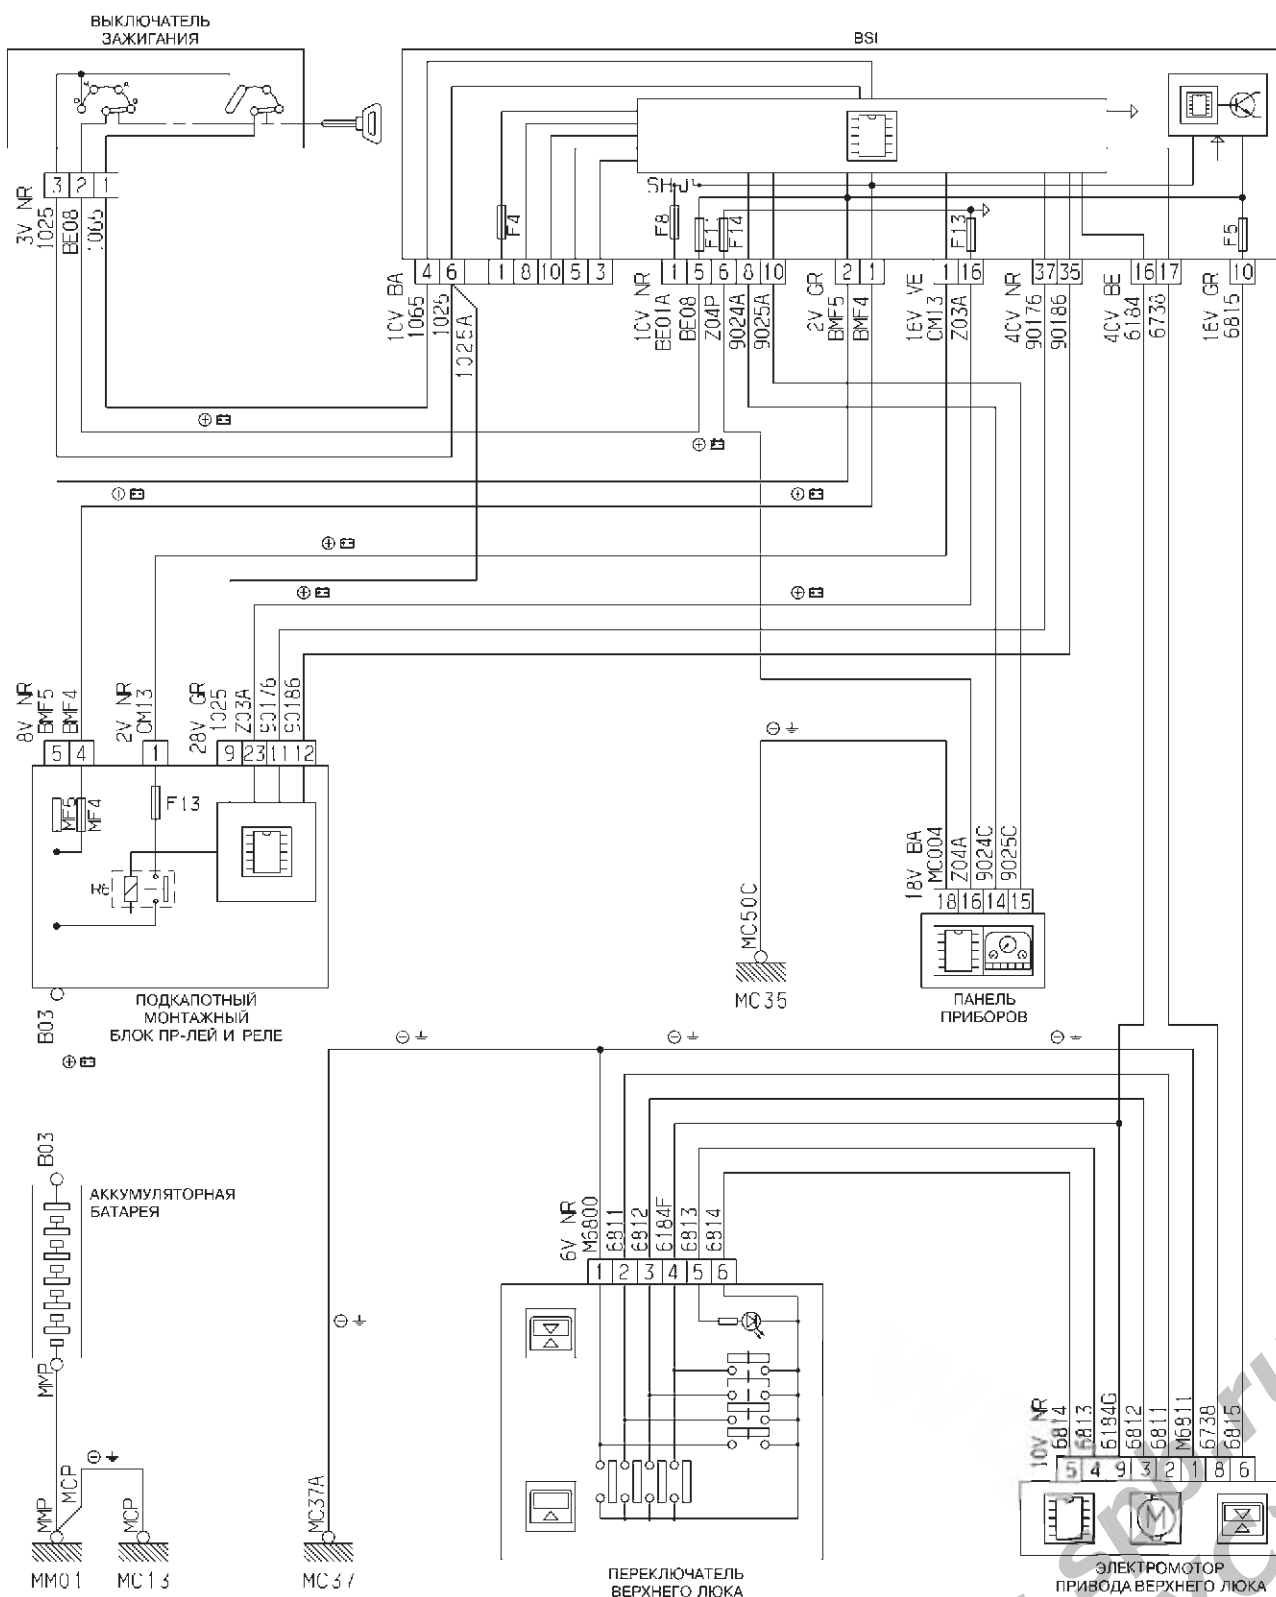 ВЫКЛЮЧАТЕЛЬ
ЗАЖИГАНИЯ
BSI
3 2 1
3V NR
1025
BE08
1065
SH
F4
F8
F14
F13
F5
4 6 1 8 10 5 3
1 5 6 8 10
2 1
1 16
37 35
16 17
10
10V BA
1065
1025
1025A
10V NR
BE01A
BE08
Z04P
9024A
9025A
2V GR
BMF5
BMF4
16V VE
CM13
Z03A
40V NR
90176
90186
40V BE
6184
6738
16V GR
6815
8V NR
BMF5
BMF4
2V NR
CM13
28V GR
1025
Z03A
90176
90186
5 4
1
9 23 11 12
MF5
MF4
F13
R6
B03
ПОДКАПОТНЫЙ
МОНТАЖНЫЙ
БЛОК ПР-ЛЕЙ И РЕЛЕ
MC50C
MC35
18V BA
MC004
Z04A
9024C
9025C
18 16 14 15
ПАНЕЛЬ
ПРИБОРОВ
B03
АККУМУЛЯТОРНАЯ
БАТАРЕЯ
MMP
MMP
MCP
MCP
MM01
MC13
MC37A
MC37
6V NR
M6800
6811
6812
6184F
6813
6814
1 2 3 4 5 6
ПЕРЕКЛЮЧАТЕЛЬ
ВЕРХНЕГО ЛЮКА
10V NR
6814
6813
6184G
6812
6811
M6811
6738
6815
5 4 9 3 2 1 8 6
M
ЭЛЕКТРОМОТОР
ПРИВОДА ВЕРХНЕГО ЛЮКА